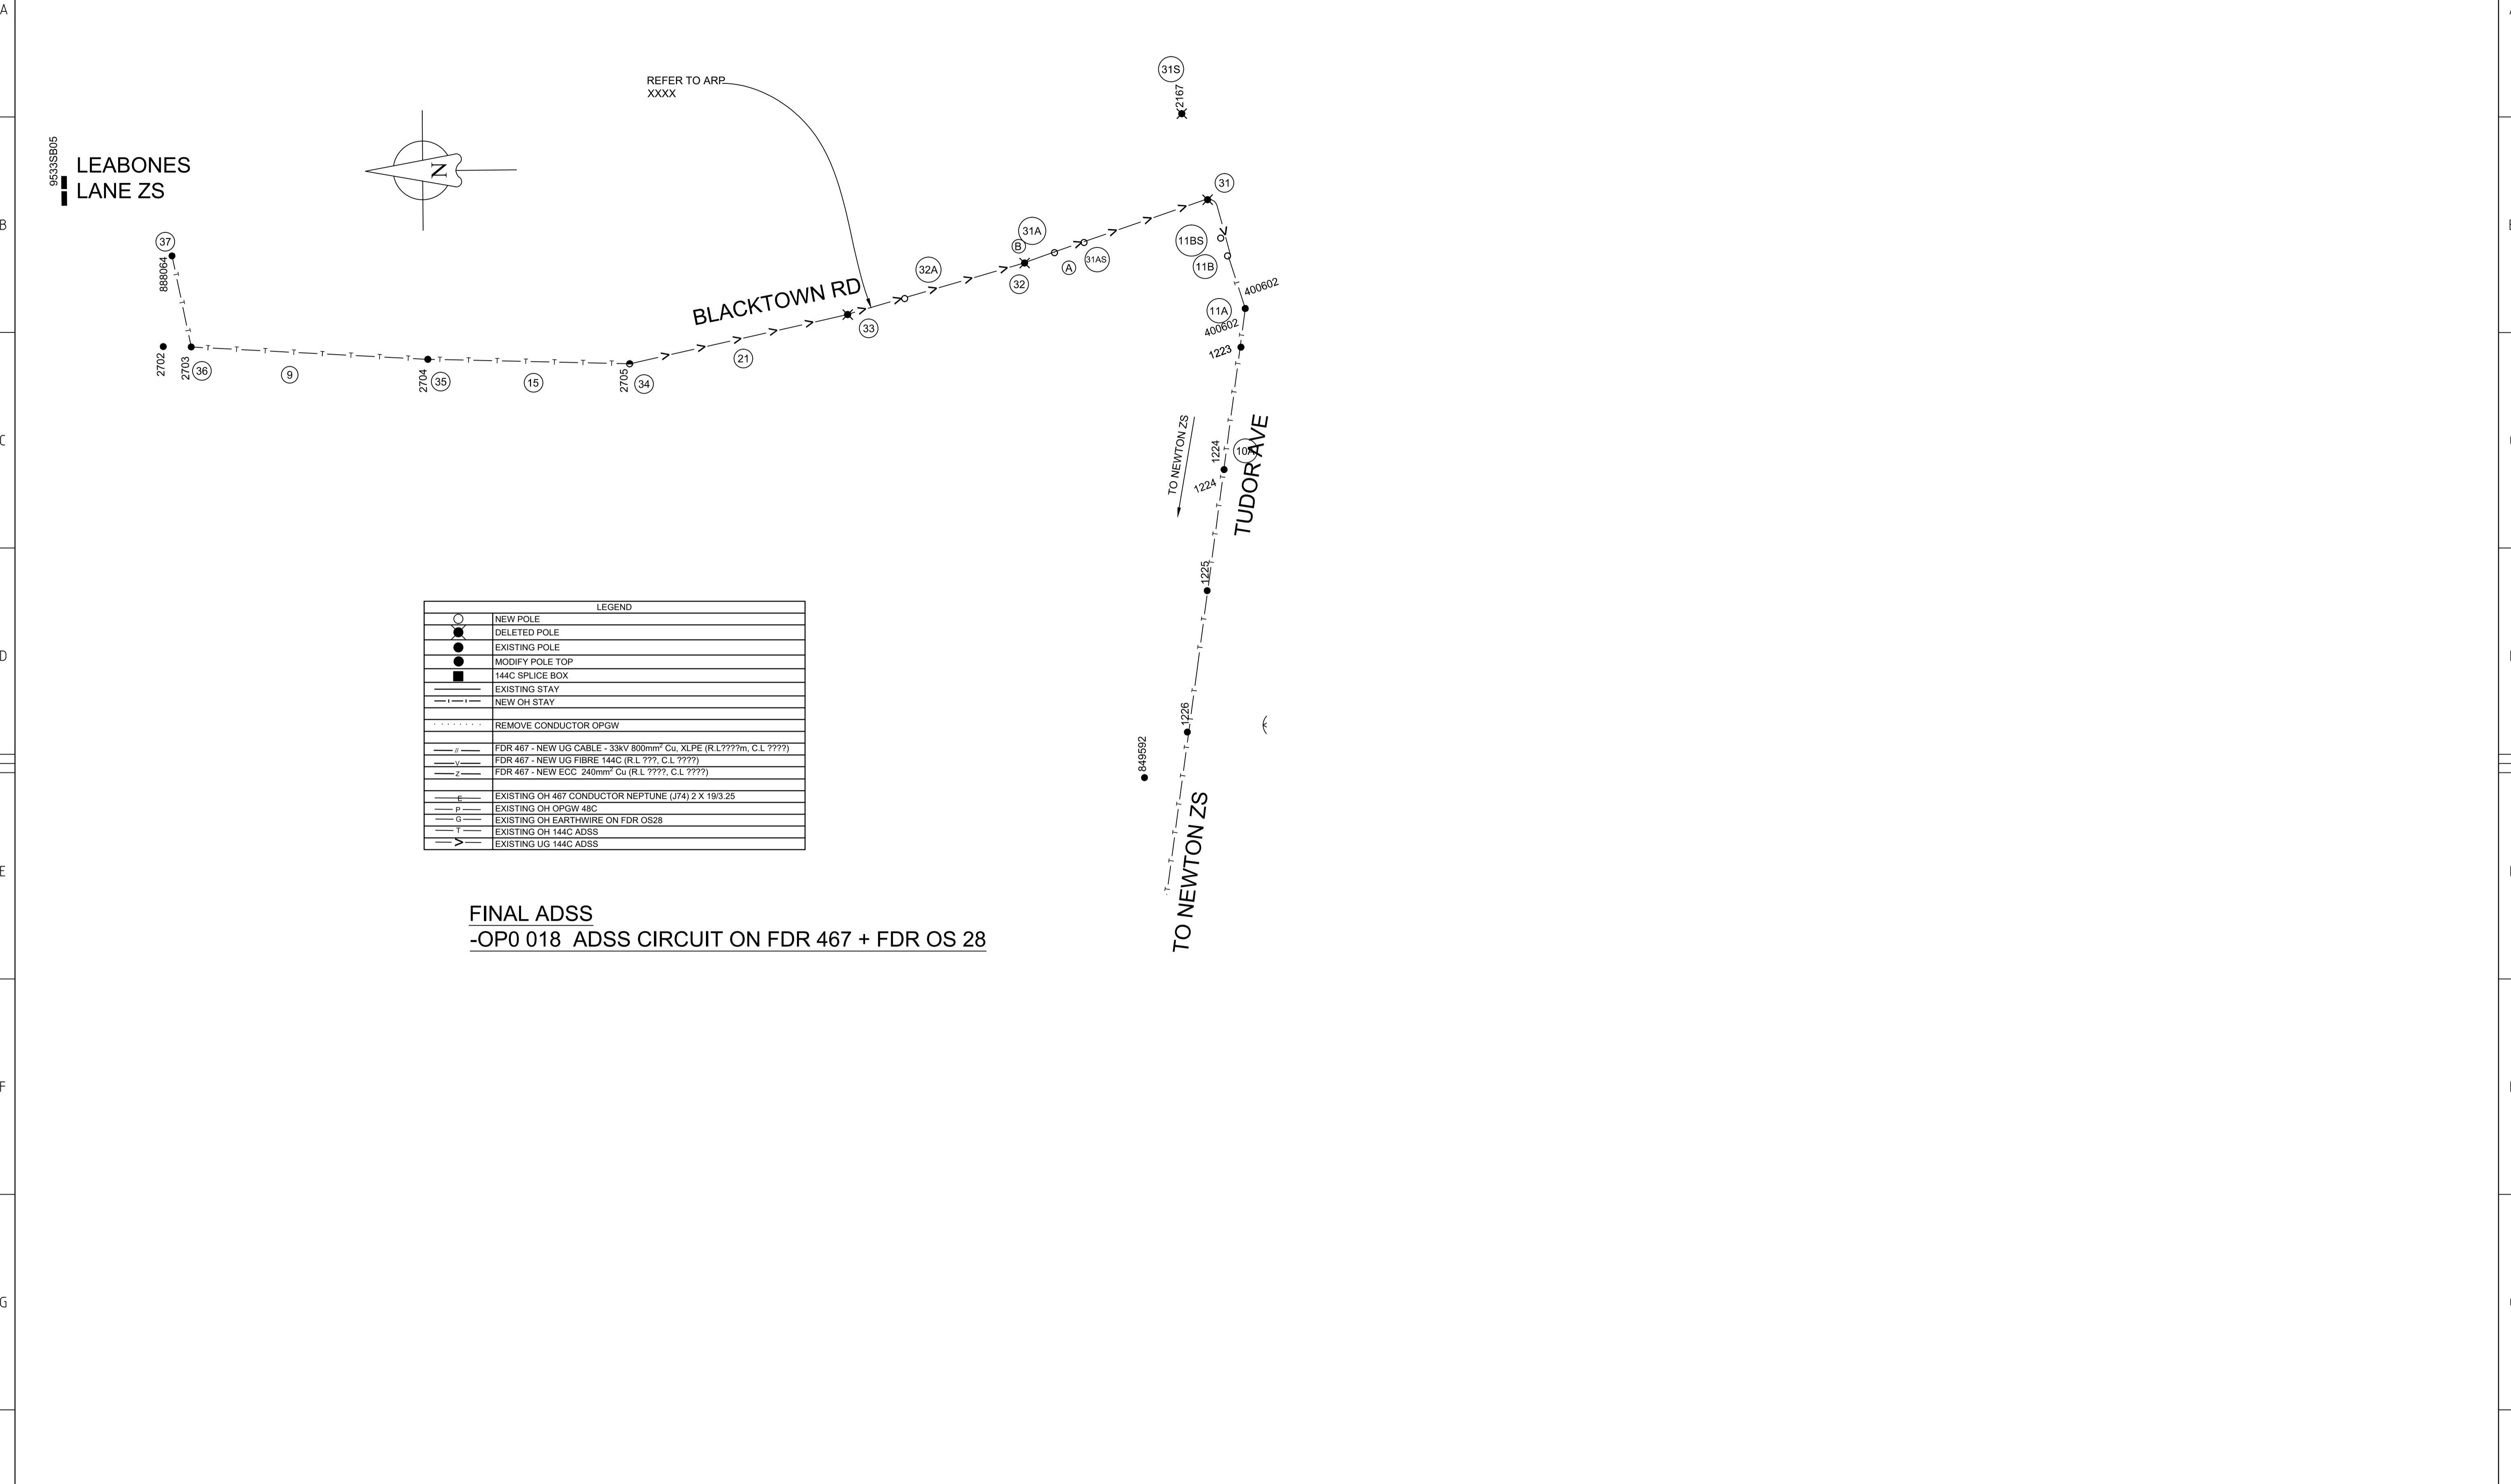 A
31S
REFER TO ARP
XXXX
2167
9533SB05
LEABONES
LANE ZS
N
31
B
37
31A
B
11BS
31AS
A
11B
888064
32A
32
400602
BLACKTOWN RD
11A
33
400602
1223
2702
2703
36
9
2704
35
15
2705
34
21
TO NEWTON ZS
TUDOR AVE
C
1224
10A
1224
1225
LEGEND
NEW POLE
DELETED POLE
EXISTING POLE
MODIFY POLE TOP
144C SPLICE BOX
EXISTING STAY
NEW OH STAY
REMOVE CONDUCTOR OPGW
// FDR 467 - NEW UG CABLE - 33kV 800mm² Cu, XLPE (R.L????m, C.L ????)
V FDR 467 - NEW UG FIBRE 144C (R.L ???, C.L ????)
Z FDR 467 - NEW ECC 240mm² Cu (R.L ????, C.L ????)
E EXISTING OH 467 CONDUCTOR NEPTUNE (J74) 2 X 19/3.25
P EXISTING OH OPGW 48C
G EXISTING OH EARTHWIRE ON FDR OS28
T EXISTING OH 144C ADSS
> EXISTING UG 144C ADSS
D
1226
849592
TO NEWTON ZS
E
FINAL ADSS
-OP0 018 ADSS CIRCUIT ON FDR 467 + FDR OS 28
F
G